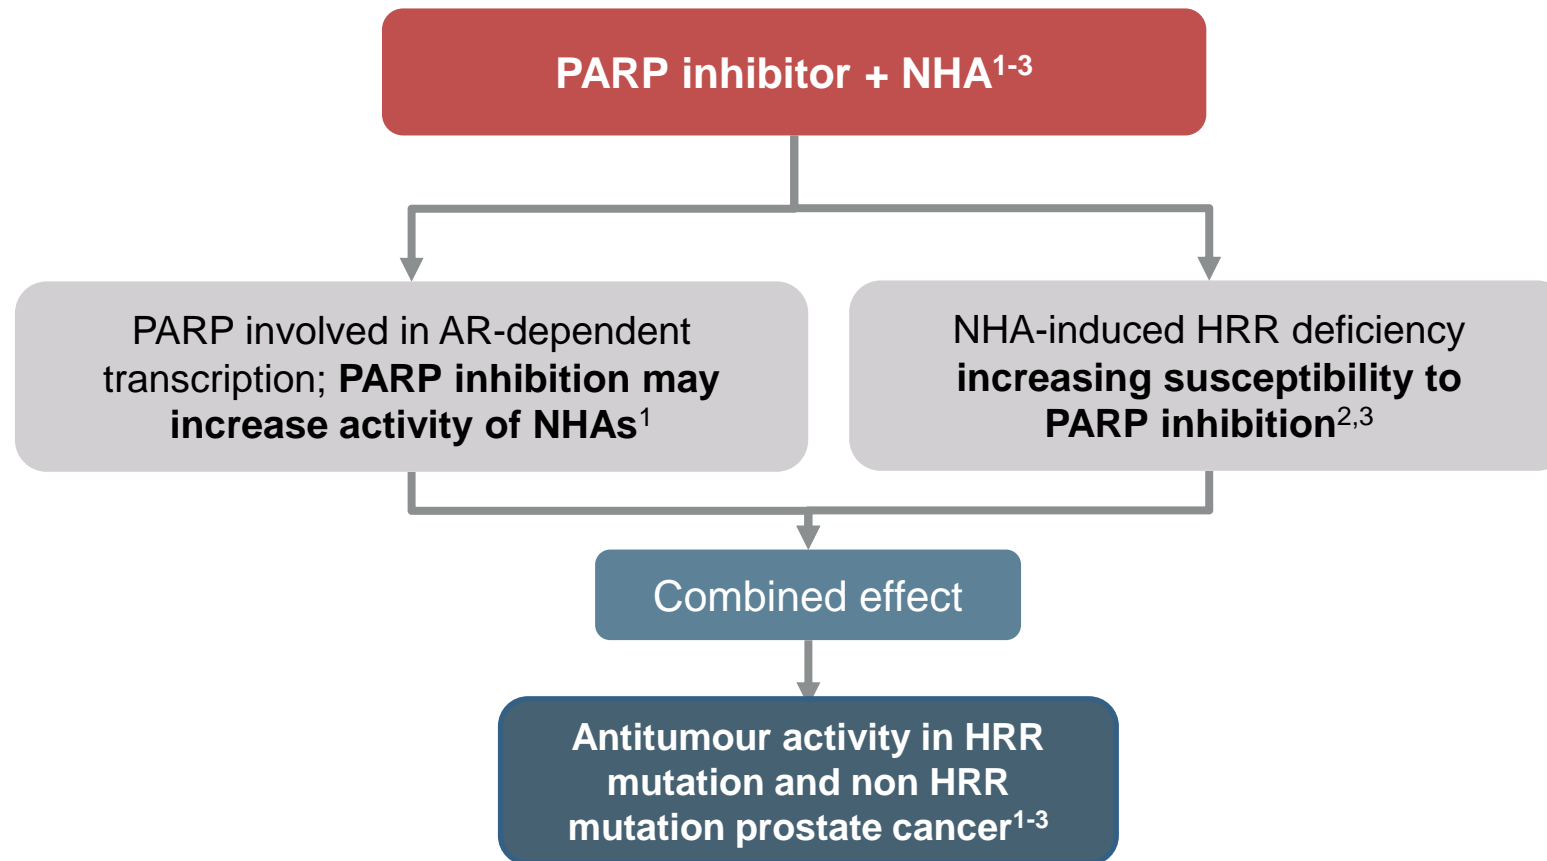 PARP inhibitor + NHA¹⁻³
PARP involved in AR-dependent
transcription; PARP inhibition may
increase activity of NHAs¹
NHA-induced HRR deficiency
increasing susceptibility to
PARP inhibition²,³
Combined effect
Antitumour activity in HRR
mutation and non HRR
mutation prostate cancer¹⁻³